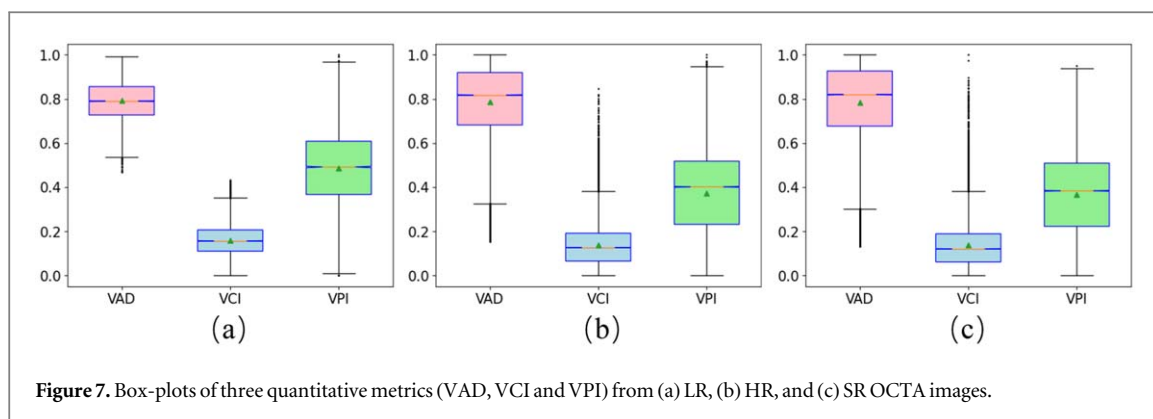 1.0 1.0 1.0
0.8 0.8 0.8
0.6 0.6 0.6
0.4 0.4 0.4
0.2 0.2 0.2
0.0 0.0 0.0
VAD VCI VPI VAD VCI VPI VAD VCI VPI
(a) (b) (c)
Figure 7. Box-plots of three quantitative metrics (VAD, VCI and VPI) from (a) LR, (b) HR, and (c) SR OCTA images.